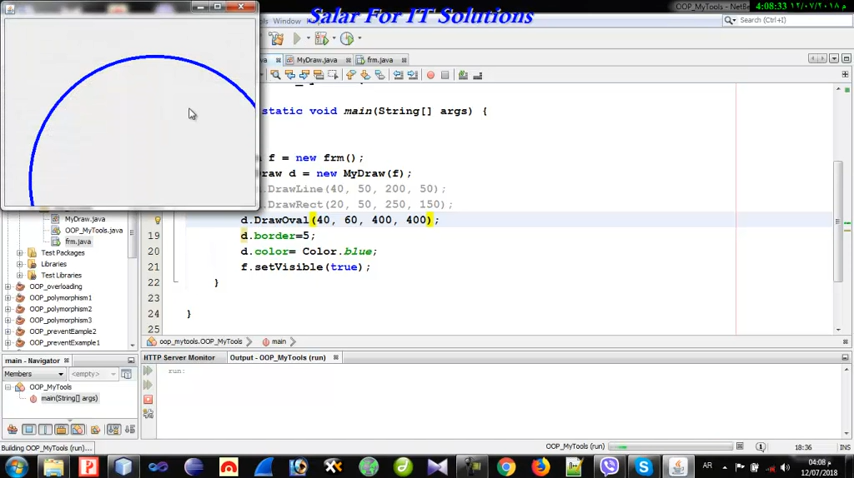 Salar For IT Solutions
4:08:33 م ١٢/٠٧/٢٠١٨
OOP_MyTools - NetBe
Window Help
Search (Ctrl+I)
MyDraw.java
frm.java
static void main(String[] args) {
f = new frm();
raw d = new MyDraw(f);
.DrawLine(40, 50, 200, 50);
.DrawRect(20, 50, 250, 150);
d.DrawOval(40, 60, 400, 400);
19 d.border=5;
20 d.color= Color.blue;
21 f.setVisible(true);
22 }
23
24 }
25
MyDraw.java
OOP_MyTools.java
frm.java
Test Packages
Libraries
Test Libraries
OOP_overloading
OOP_polymorphism1
OOP_polymorphism2
OOP_polymorphism3
OOP_preventEample2
OOP_preventExample1
oop_mytools.OOP_MyTools
main
main - Navigator
Members
<empty>
OOP_MyTools
main(String[] args)
HTTP Server Monitor
Output - OOP_MyTools (run)
run:
Building OOP_MyTools (run)...
OOP_MyTools (run)
18:36
INS
AR
04:08 م
12/07/2018